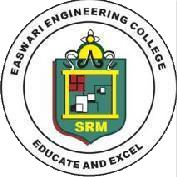 EASWARI ENGINEERING COLLEGE
SRM
EDUCATE AND EXCEL